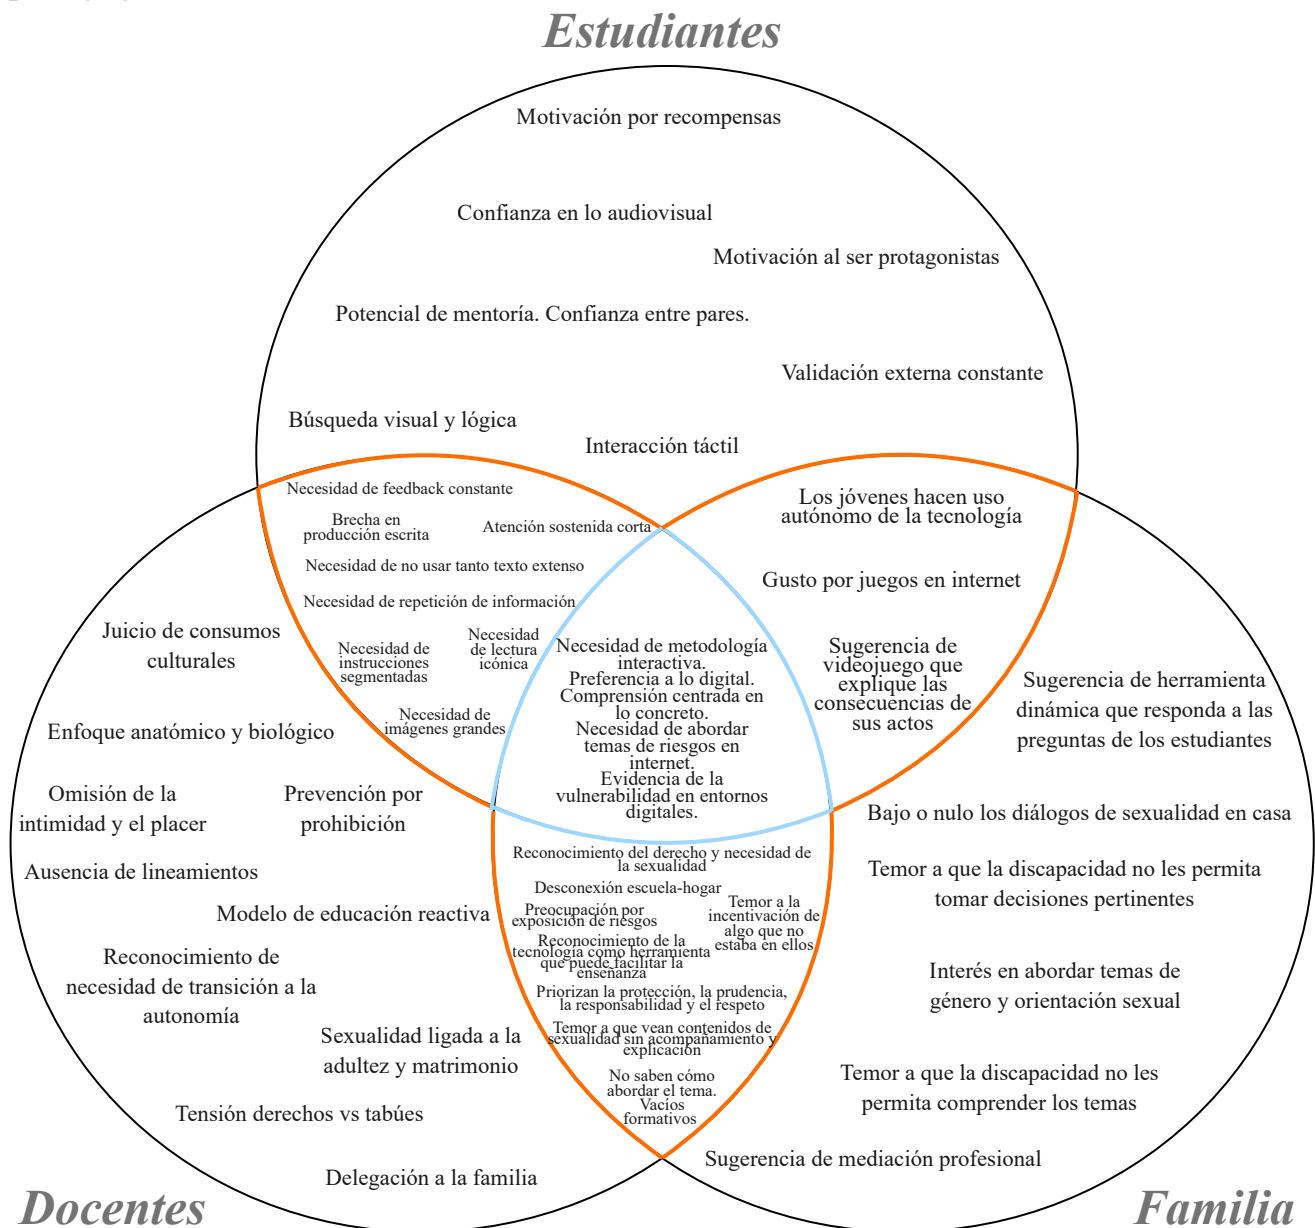 Estudiantes
Motivación por recompensas
Confianza en lo audiovisual
Motivación al ser protagonistas
Potencial de mentoría. Confianza entre pares.
Validación externa constante
Búsqueda visual y lógica
Interacción táctil
Necesidad de feedback constante
Brecha en
producción escrita
Atención sostenida corta
Necesidad de no usar tanto texto extenso
Necesidad de repetición de información
Necesidad de
instrucciones
segmentadas
Necesidad
de lectura
icónica
Necesidad de
imágenes grandes
Los jóvenes hacen uso
autónomo de la tecnología
Gusto por juegos en internet
Sugerencia de
videojuego que
explique las
consecuencias de
sus actos
Necesidad de metodología
interactiva.
Preferencia a lo digital.
Comprensión centrada en
lo concreto.
Necesidad de abordar
temas de riesgos en
internet.
Evidencia de la
vulnerabilidad en entornos
digitales.
Juicio de consumos
culturales
Enfoque anatómico y biológico
Omisión de la
intimidad y el placer
Prevención por
prohibición
Ausencia de lineamientos
Modelo de educación reactiva
Reconocimiento de
necesidad de transición a la
autonomía
Sexualidad ligada a la
adultez y matrimonio
Tensión derechos vs tabúes
Delegación a la familia
Docentes
Reconocimiento del derecho y necesidad de
la sexualidad
Desconexión escuela-hogar
Preocupación por
exposición de riesgos
Temor a la
incentivación de
algo que no
estaba en ellos
Reconocimiento de la
tecnología como herramienta
que puede facilitar la
enseñanza
Priorizan la protección, la prudencia,
la responsabilidad y el respeto
Temor a que vean contenidos de
sexualidad sin acompañamiento y
explicación
No saben cómo
abordar el tema.
Vacíos
formativos
Sugerencia de herramienta
dinámica que responda a las
preguntas de los estudiantes
Bajo o nulo los diálogos de sexualidad en casa
Temor a que la discapacidad no les permita
tomar decisiones pertinentes
Interés en abordar temas de
género y orientación sexual
Temor a que la discapacidad no les
permita comprender los temas
Sugerencia de mediación profesional
Familia